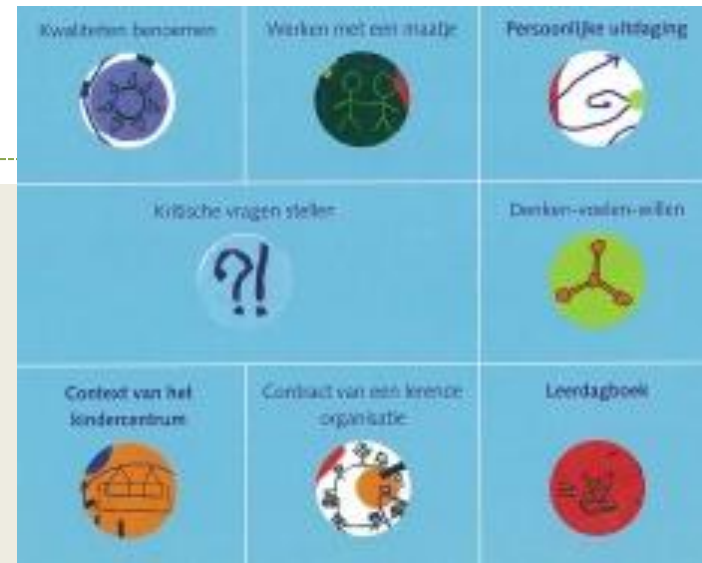 Kwaliteiten benoemen
Werken met een maatje
Persoonlijke uitdaging
Kritische vragen stellen
?!
Denken-voelen-willen
Context van het
kindercentrum
Contract van een lerende
organisatie
Leerdagboek